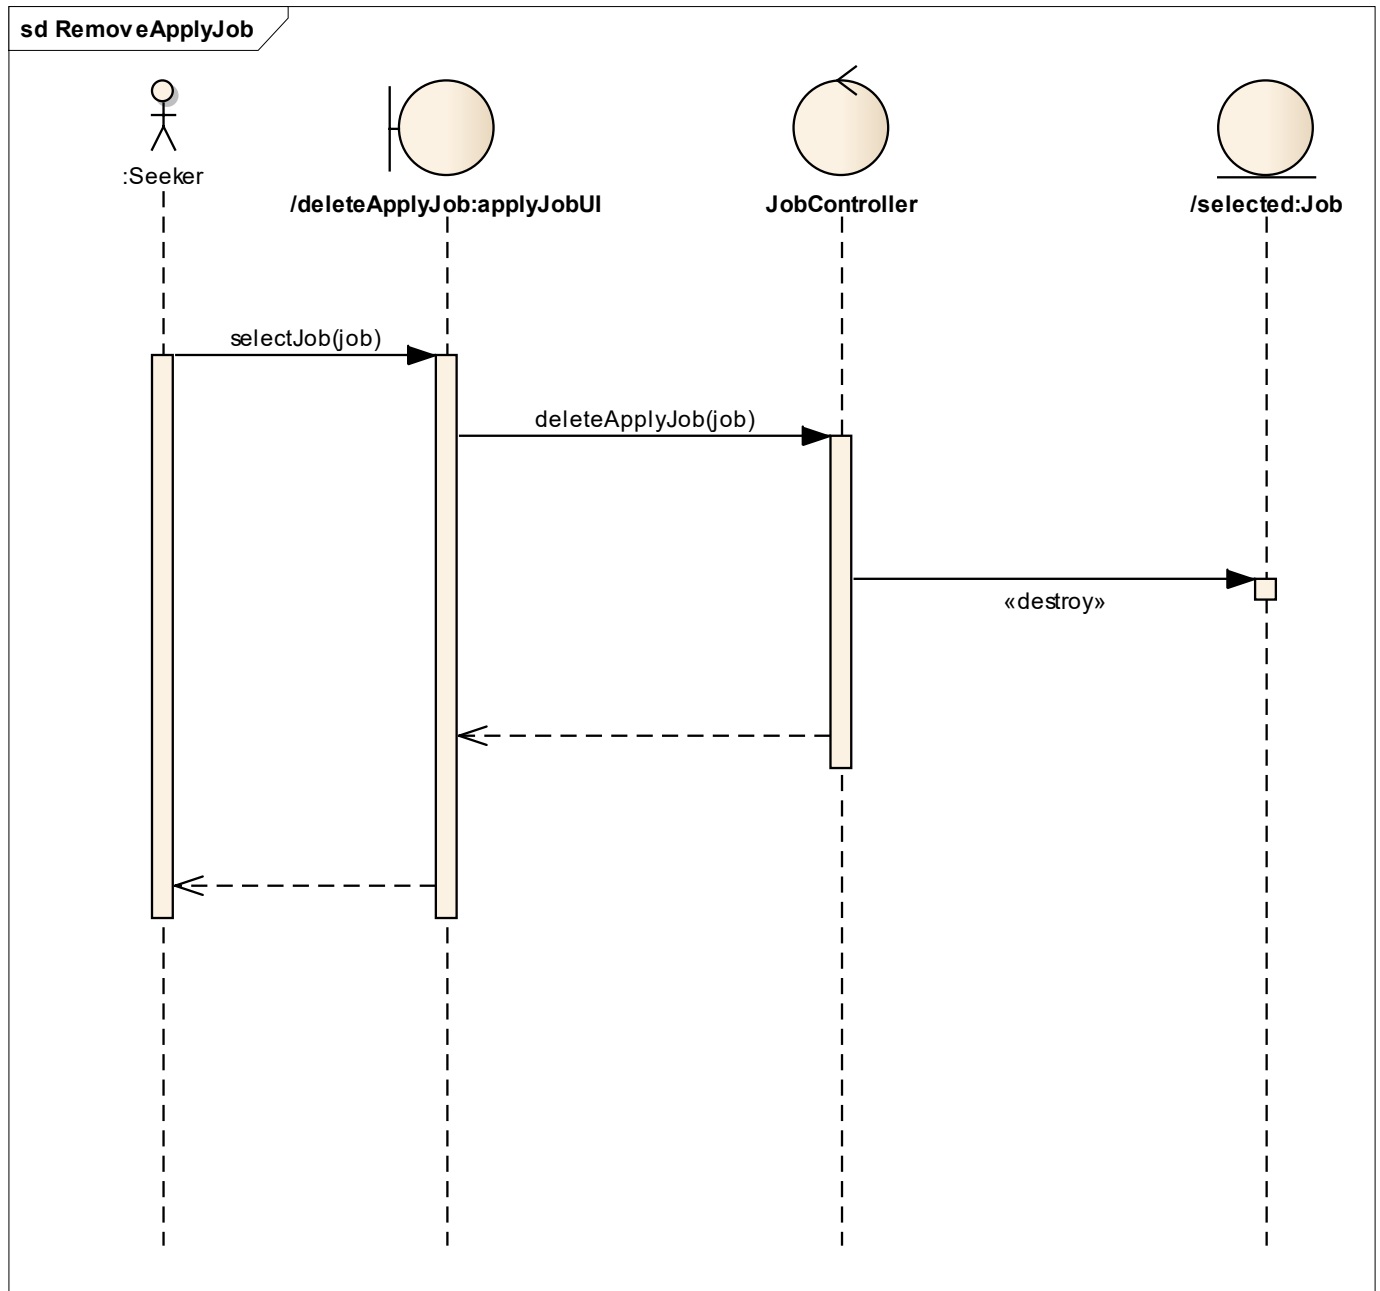 sd RemoveApplyJob
:Seeker
/deleteApplyJob:applyJobUI
JobController
/selected:Job
selectJob(job)
deleteApplyJob(job)
«destroy»